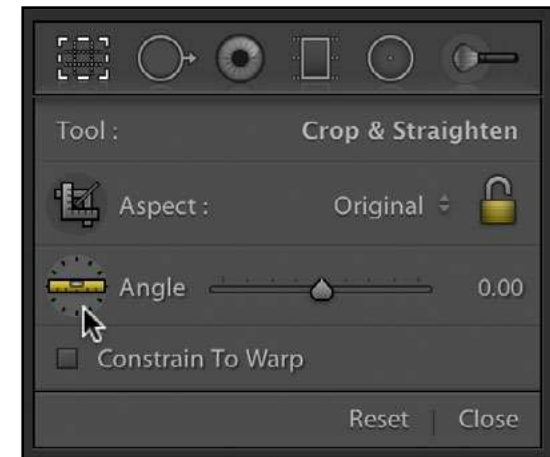 Tool : Crop & Straighten
Aspect : Original
Angle 0.00
Constrain To Warp
Reset Close